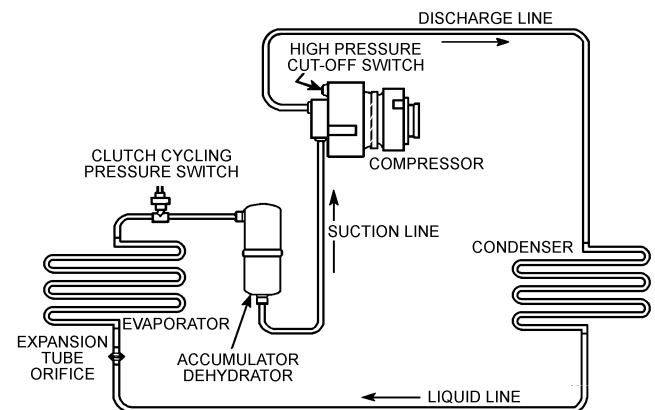 DISCHARGE LINE
HIGH PRESSURE
CUT-OFF SWITCH
COMPRESSOR
CLUTCH CYCLING
PRESSURE SWITCH
SUCTION LINE
CONDENSER
EVAPORATOR
EXPANSION
TUBE
ORIFICE
ACCUMULATOR
DEHYDRATOR
LIQUID LINE